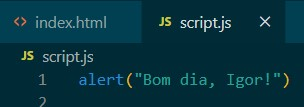 <> index.html JS script.js ×
JS script.js
1 alert("Bom dia, Igor!")
2